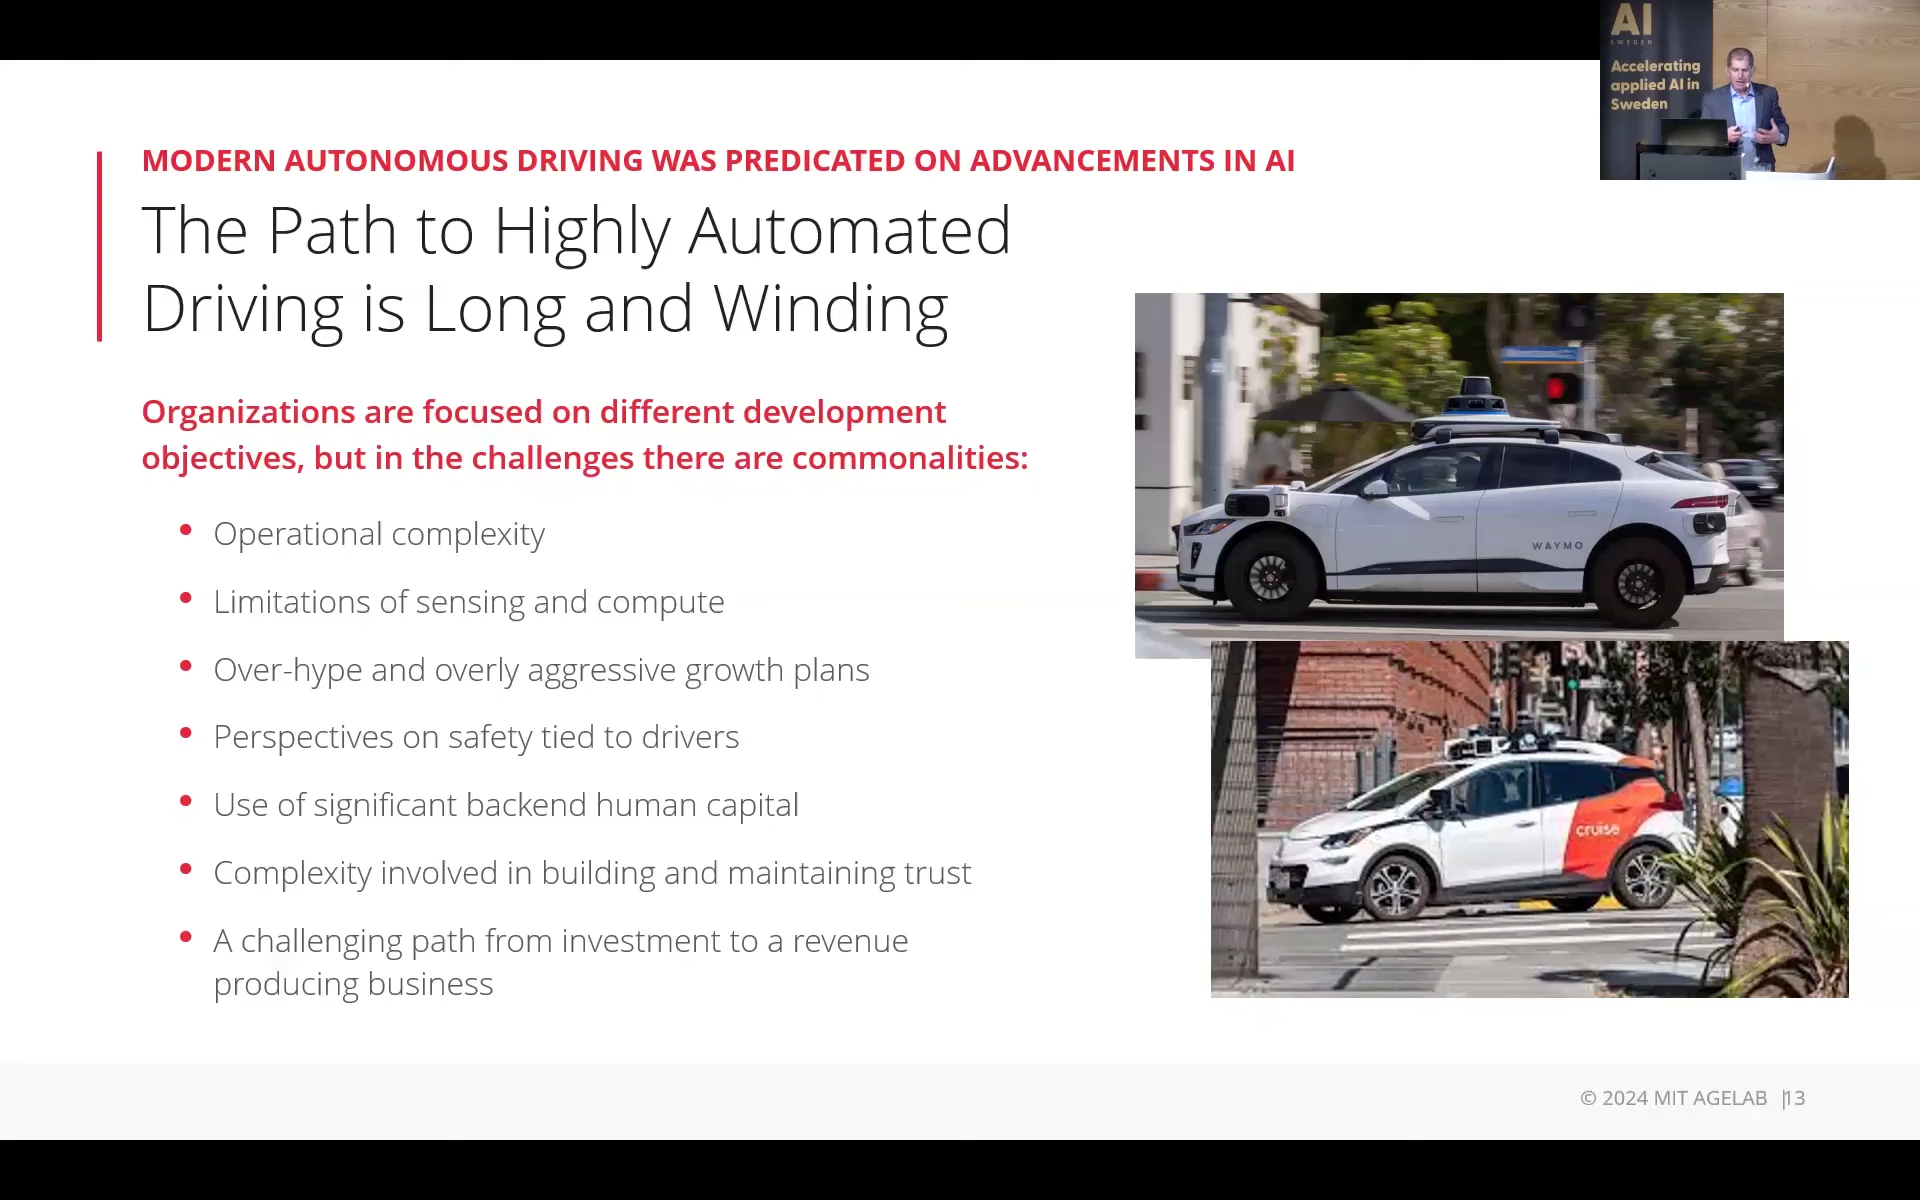 AI
SWEDEN
Accelerating
applied AI in
Sweden
MODERN AUTONOMOUS DRIVING WAS PREDICATED ON ADVANCEMENTS IN AI
The Path to Highly Automated
Driving is Long and Winding
Organizations are focused on different development
objectives, but in the challenges there are commonalities:
• Operational complexity
• Limitations of sensing and compute
• Over-hype and overly aggressive growth plans
• Perspectives on safety tied to drivers
• Use of significant backend human capital
• Complexity involved in building and maintaining trust
• A challenging path from investment to a revenue
producing business
WAYMO
cruise
© 2024 MIT AGELAB |13